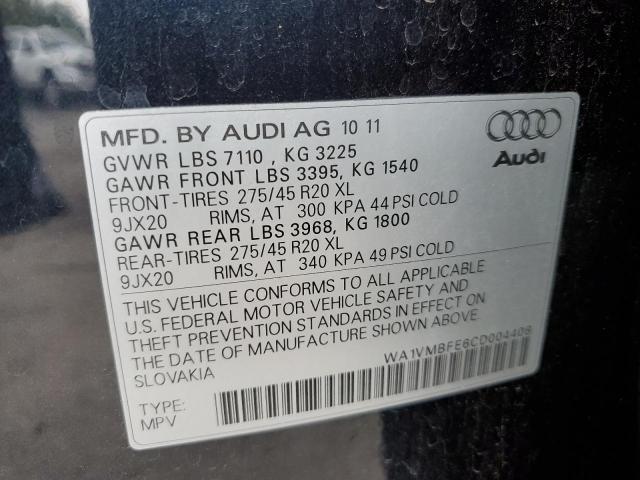 MFD. BY AUDI AG 10 11
GVWR LBS 7110 , KG 3225
GAWR FRONT LBS 3395, KG 1540
FRONT-TIRES 275/45 R20 XL
9JX20 RIMS, AT 300 KPA 44 PSI COLD
GAWR REAR LBS 3968, KG 1800
REAR-TIRES 275/45 R20 XL
9JX20 RIMS, AT 340 KPA 49 PSI COLD
Audi
THIS VEHICLE CONFORMS TO ALL APPLICABLE
U.S. FEDERAL MOTOR VEHICLE SAFETY AND
THEFT PREVENTION STANDARDS IN EFFECT ON
THE DATE OF MANUFACTURE SHOWN ABOVE.
SLOVAKIA
WA1VMBFE6CD004408
TYPE:
MPV